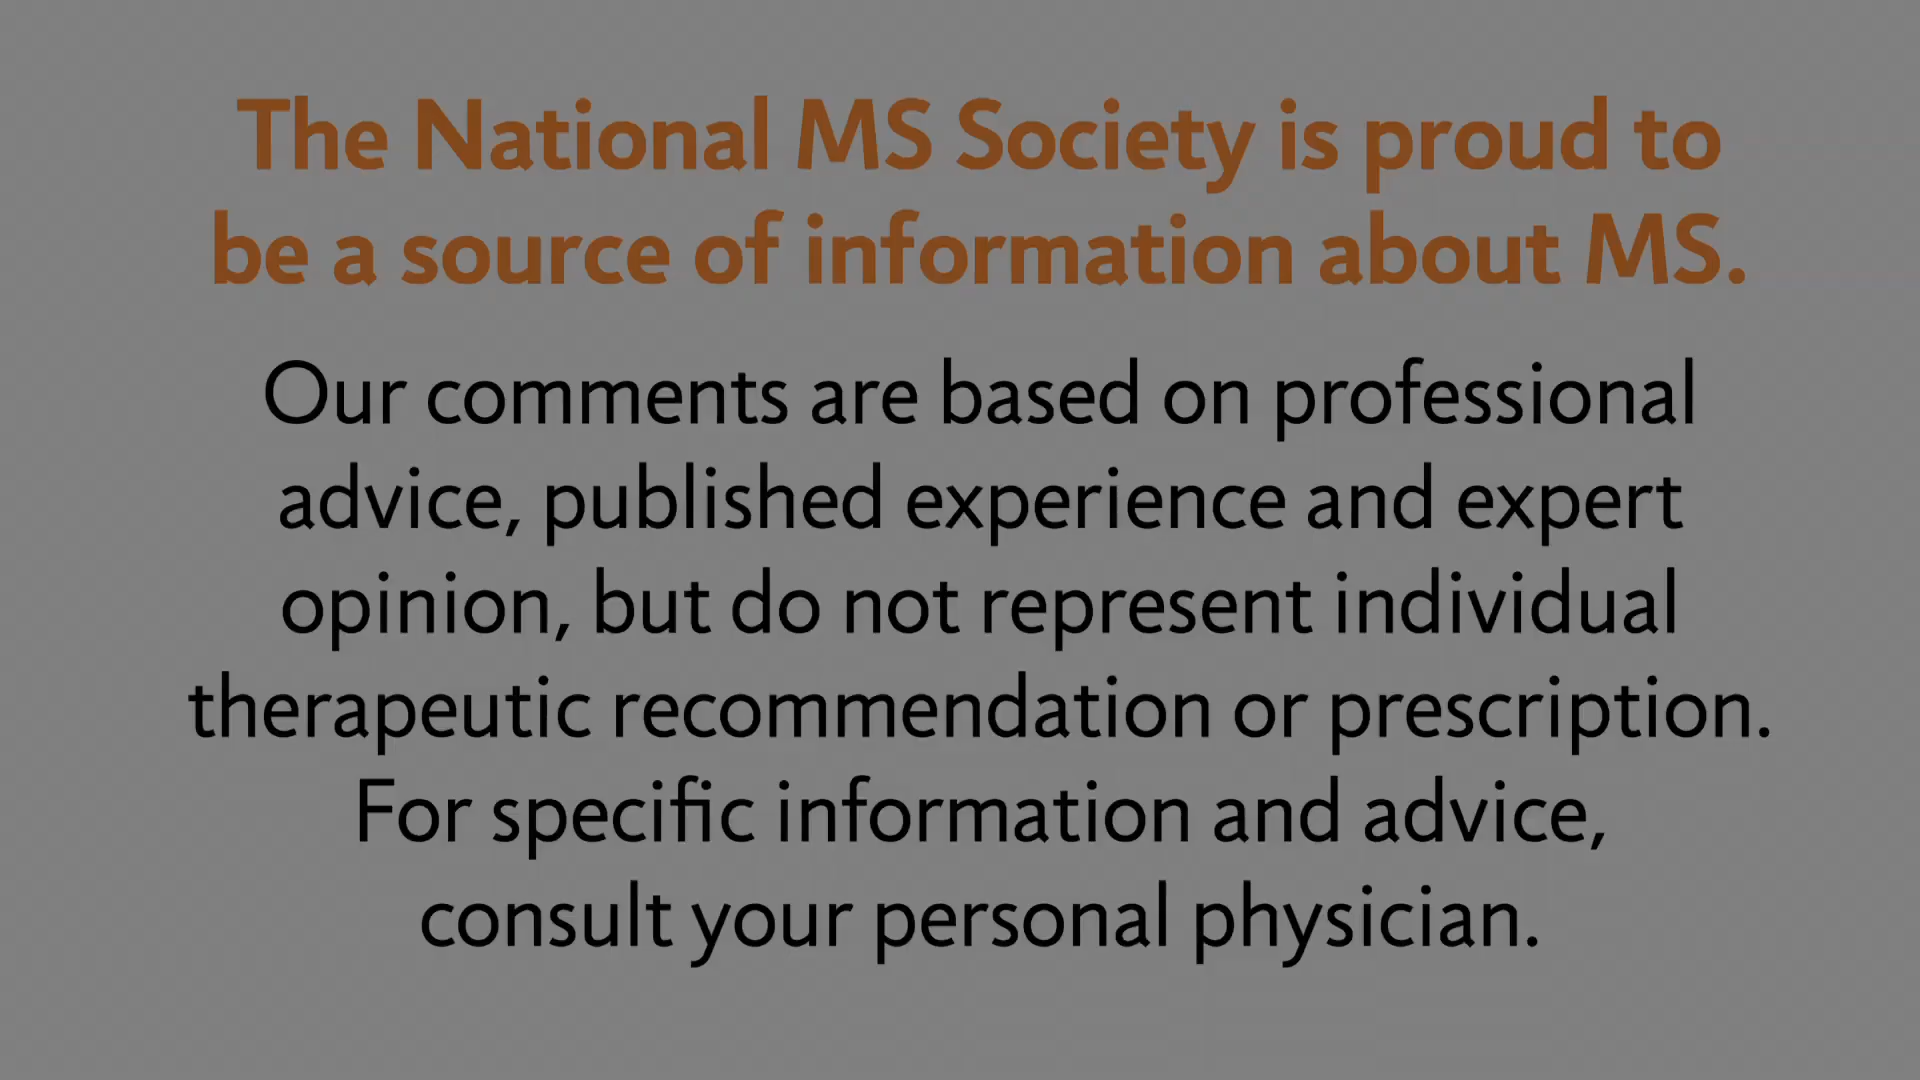 The National MS Society is proud to
be a source of information about MS.
Our comments are based on professional
advice, published experience and expert
opinion, but do not represent individual
therapeutic recommendation or prescription.
For specific information and advice,
consult your personal physician.